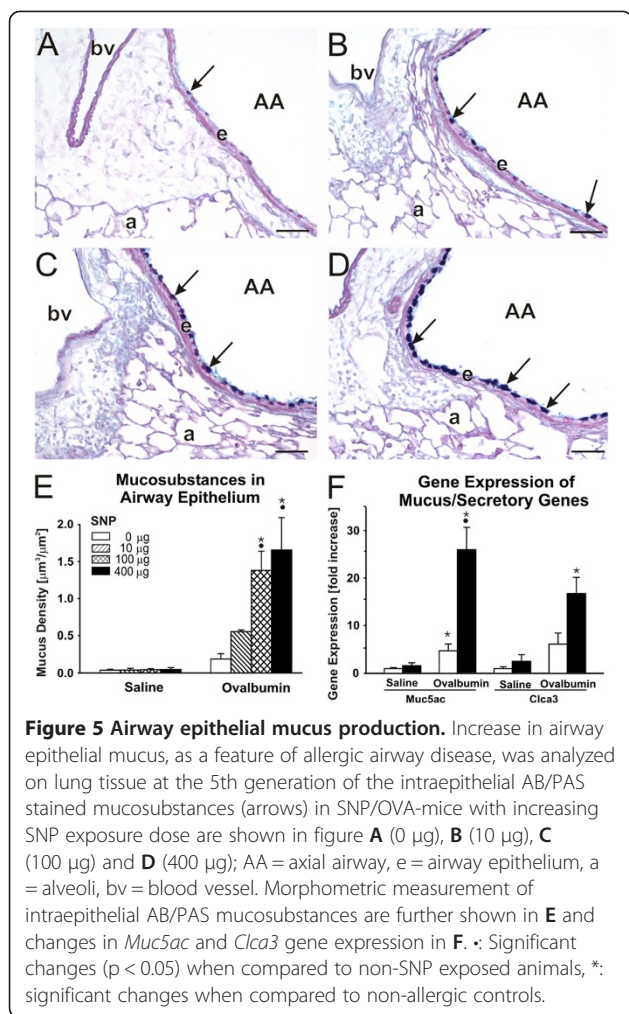 A
bv
AA
e
a
B
bv
AA
e
a
C
bv
AA
e
a
D
AA
e
a
E
Mucosubstances in
Airway Epithelium
SNP
0 µg
10 µg
100 µg
400 µg
Mucus Density [µm³/µm²]
2.0
1.5
1.0
0.5
0.0
*
•
*
•
Saline
Ovalbumin
F
Gene Expression of
Mucus/Secretory Genes
Gene Expression [fold increase]
30
20
10
0
*
*
•
*
Saline Ovalbumin Saline Ovalbumin
Muc5ac Clca3
Figure 5 Airway epithelial mucus production. Increase in airway
epithelial mucus, as a feature of allergic airway disease, was analyzed
on lung tissue at the 5th generation of the intraepithelial AB/PAS
stained mucosubstances (arrows) in SNP/OVA-mice with increasing
SNP exposure dose are shown in figure A (0 µg), B (10 µg), C
(100 µg) and D (400 µg); AA = axial airway, e = airway epithelium, a
= alveoli, bv = blood vessel. Morphometric measurement of
intraepithelial AB/PAS mucosubstances are further shown in E and
changes in Muc5ac and Clca3 gene expression in F. •: Significant
changes (p < 0.05) when compared to non-SNP exposed animals, *:
significant changes when compared to non-allergic controls.